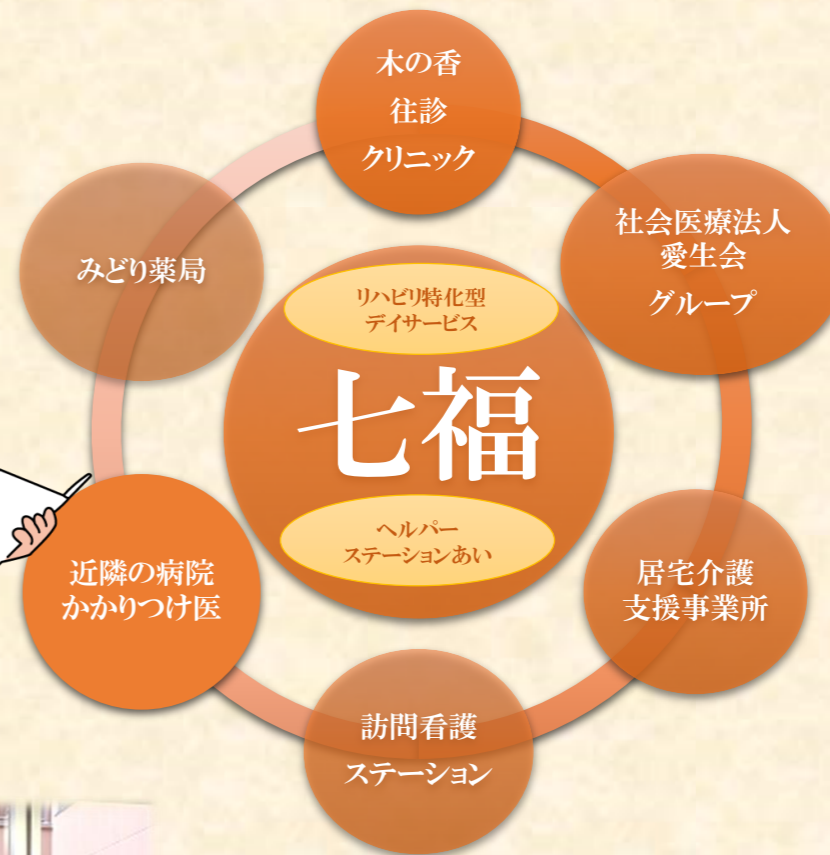 木の香
往診
クリニック
社会医療法人
愛生会
グループ
みどり薬局
リハビリ特化型
デイサービス
七福
ヘルパー
ステーションあい
近隣の病院
かかりつけ医
居宅介護
支援事業所
訪問看護
ステーション